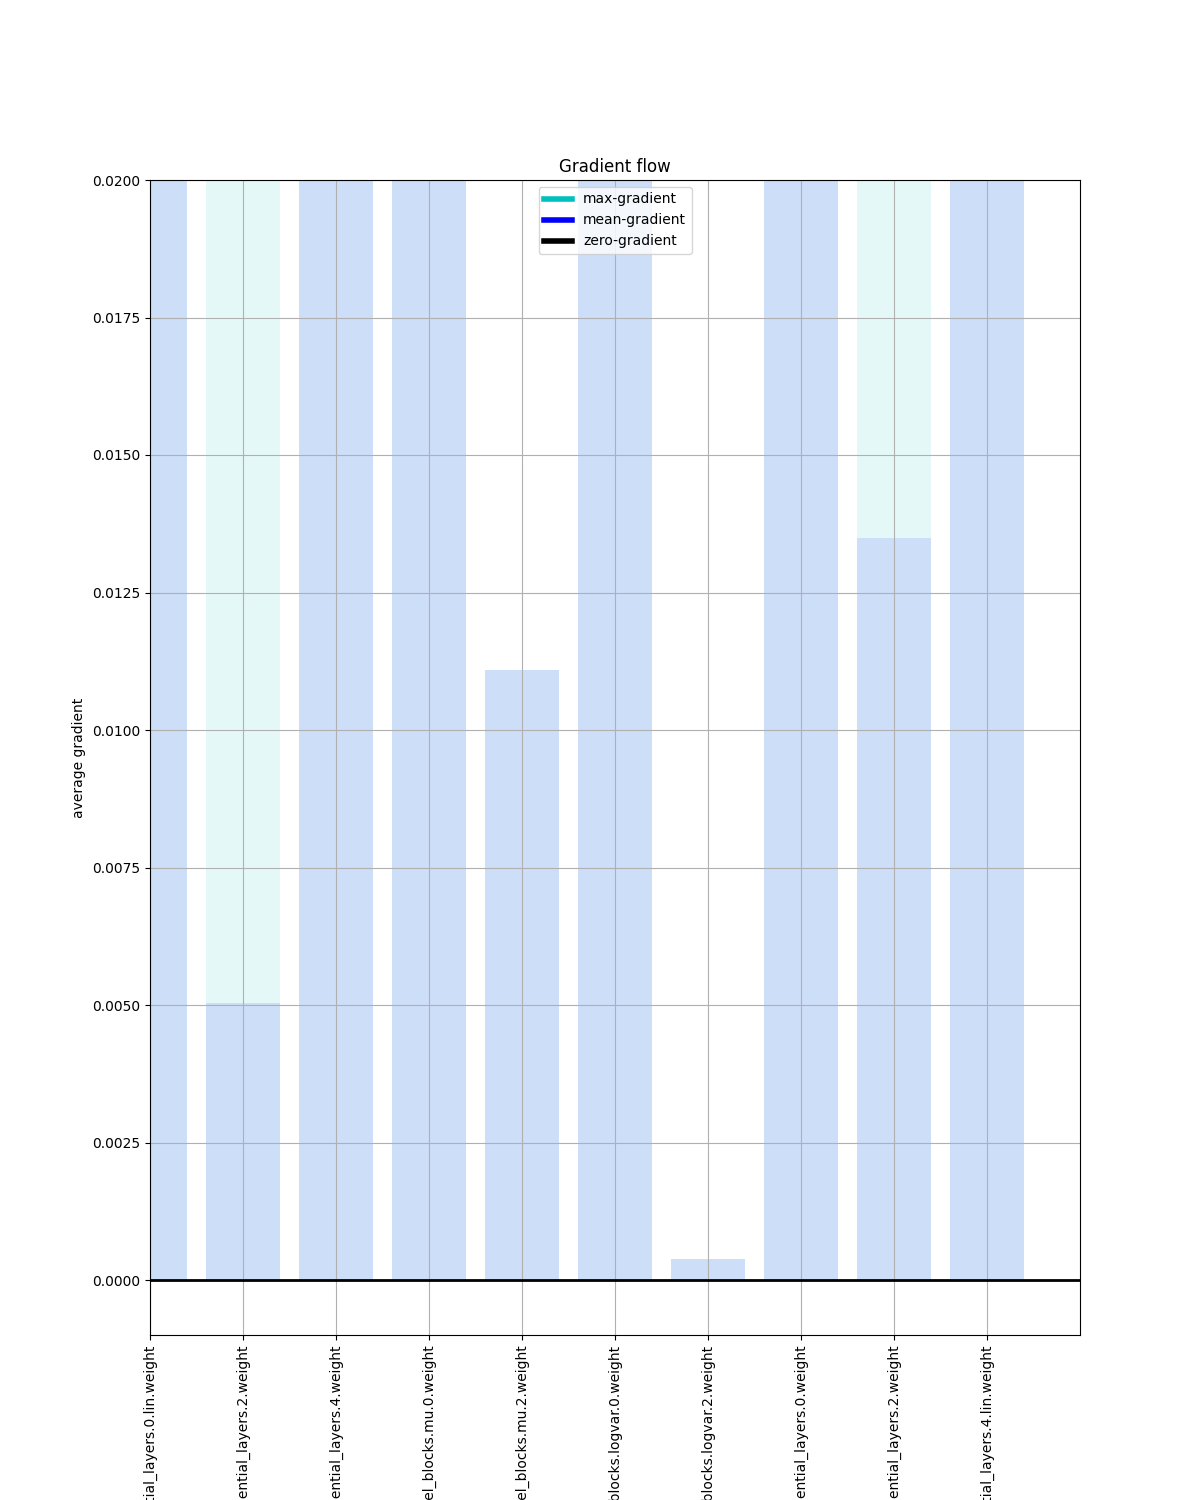 Gradient flow
max-gradient
mean-gradient
zero-gradient
0.0200
0.0175
0.0150
0.0125
0.0100
0.0075
0.0050
0.0025
0.0000
average gradient
tial_layers.0.lin.weight
ential_layers.2.weight
ential_layers.4.weight
el_blocks.mu.0.weight
el_blocks.mu.2.weight
blocks.logvar.0.weight
blocks.logvar.2.weight
ential_layers.0.weight
ential_layers.2.weight
tial_layers.4.lin.weight